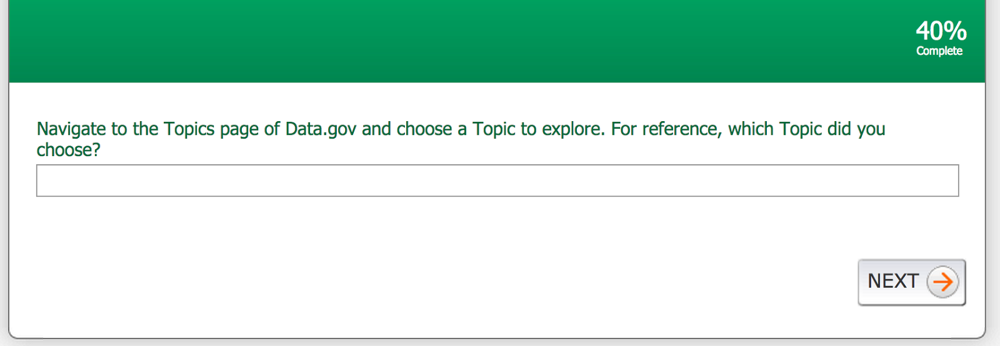 40%
Complete
Navigate to the Topics page of Data.gov and choose a Topic to explore. For reference, which Topic did you
choose?
NEXT